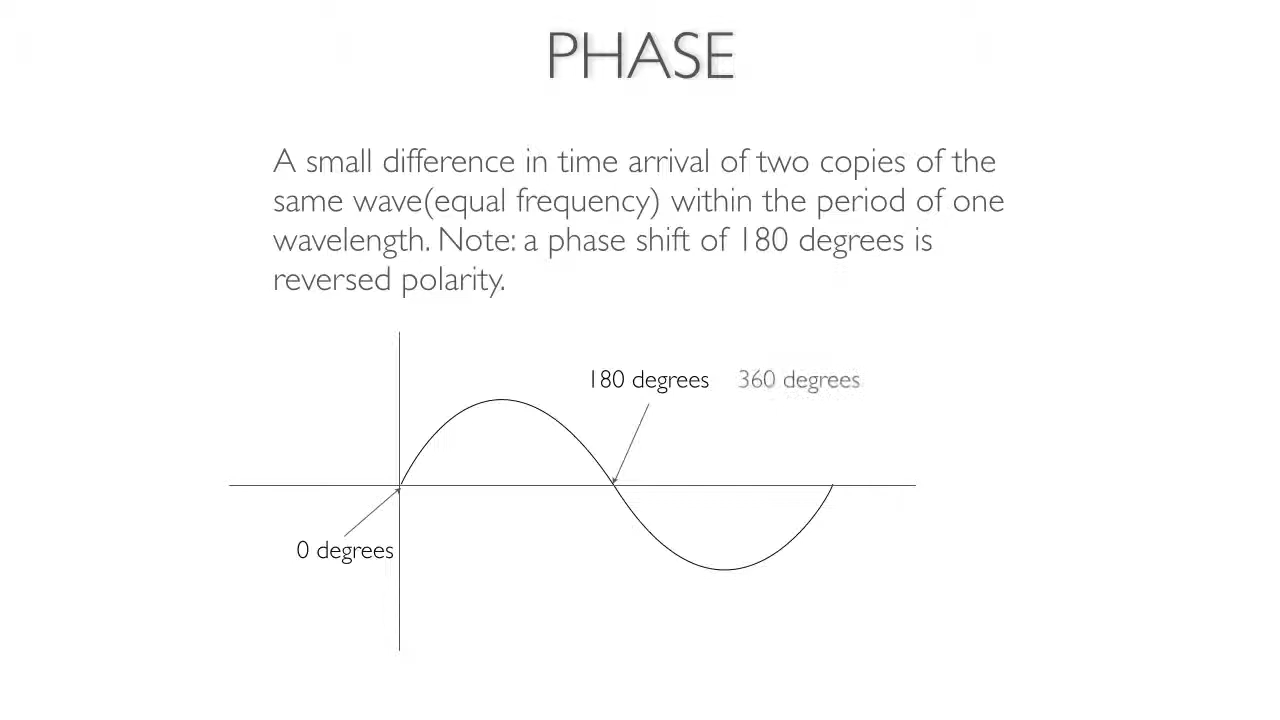 PHASE
A small difference in time arrival of two copies of the
same wave(equal frequency) within the period of one
wavelength. Note: a phase shift of 180 degrees is
reversed polarity.
180 degrees 360 degrees
0 degrees